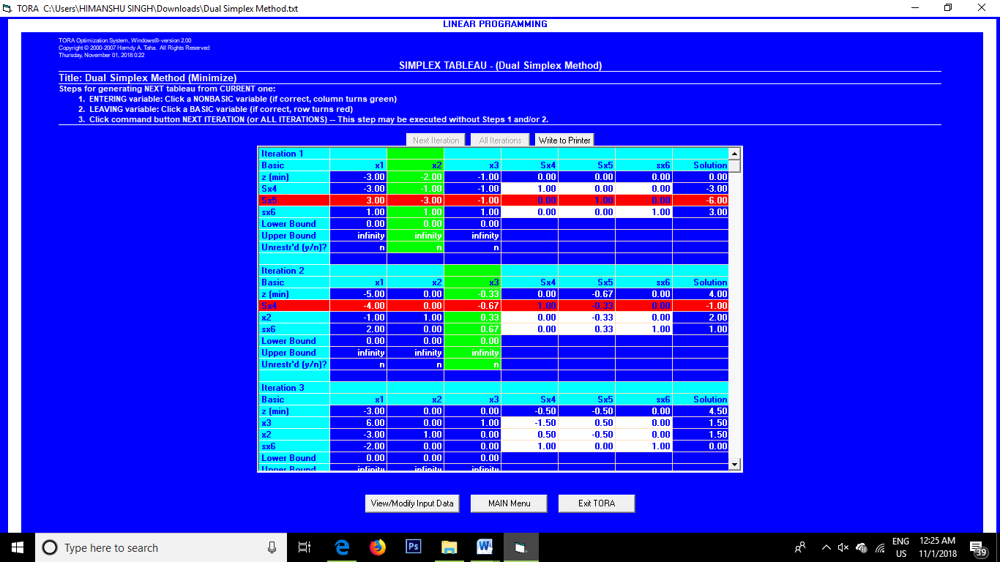 TORA C:\Users\HIMANSHU SINGH\Downloads\Dual Simplex Method.txt
LINEAR PROGRAMMING
TORA Optimization System, Windows®-version 2.00
Copyright © 2000-2007 Hamdy A. Taha. All Rights Reserved
Thursday, November 01, 2018 0:22
SIMPLEX TABLEAU - (Dual Simplex Method)
Title: Dual Simplex Method (Minimize)
Steps for generating NEXT tableau from CURRENT one:
1. ENTERING variable: Click a NONBASIC variable (if correct, column turns green)
2. LEAVING variable: Click a BASIC variable (if correct, row turns red)
3. Click command button NEXT ITERATION (or ALL ITERATIONS) -- This step may be executed without Steps 1 and/or 2.
Next Iteration All Iterations Write to Printer
Iteration 1
Basic x1 x2 x3 Sx4 Sx5 sx6 Solution
z (min) -3.00 -2.00 -1.00 0.00 0.00 0.00 0.00
Sx4 -3.00 -1.00 -1.00 1.00 0.00 0.00 -3.00
Sx5 3.00 -3.00 -1.00 0.00 1.00 0.00 -6.00
sx6 1.00 1.00 1.00 0.00 0.00 1.00 3.00
Lower Bound 0.00 0.00 0.00
Upper Bound infinity infinity infinity
Unrestr'd (y/n)? n n n
Iteration 2
Basic x1 x2 x3 Sx4 Sx5 sx6 Solution
z (min) -5.00 0.00 -0.33 0.00 -0.67 0.00 4.00
Sx4 -4.00 0.00 -0.67 1.00 -0.33 0.00 -1.00
x2 -1.00 1.00 0.33 0.00 -0.33 0.00 2.00
sx6 2.00 0.00 0.67 0.00 0.33 1.00 1.00
Lower Bound 0.00 0.00 0.00
Upper Bound infinity infinity infinity
Unrestr'd (y/n)? n n n
Iteration 3
Basic x1 x2 x3 Sx4 Sx5 sx6 Solution
z (min) -3.00 0.00 0.00 -0.50 -0.50 0.00 4.50
x3 6.00 0.00 1.00 -1.50 0.50 0.00 1.50
x2 -3.00 1.00 0.00 0.50 -0.50 0.00 1.50
sx6 -2.00 0.00 0.00 1.00 0.00 1.00 0.00
Lower Bound 0.00 0.00 0.00
Upper Bound infinity infinity infinity
View/Modify Input Data MAIN Menu Exit TORA
Type here to search
Ps
W
ENG
US
12:25 AM
11/1/2018
39